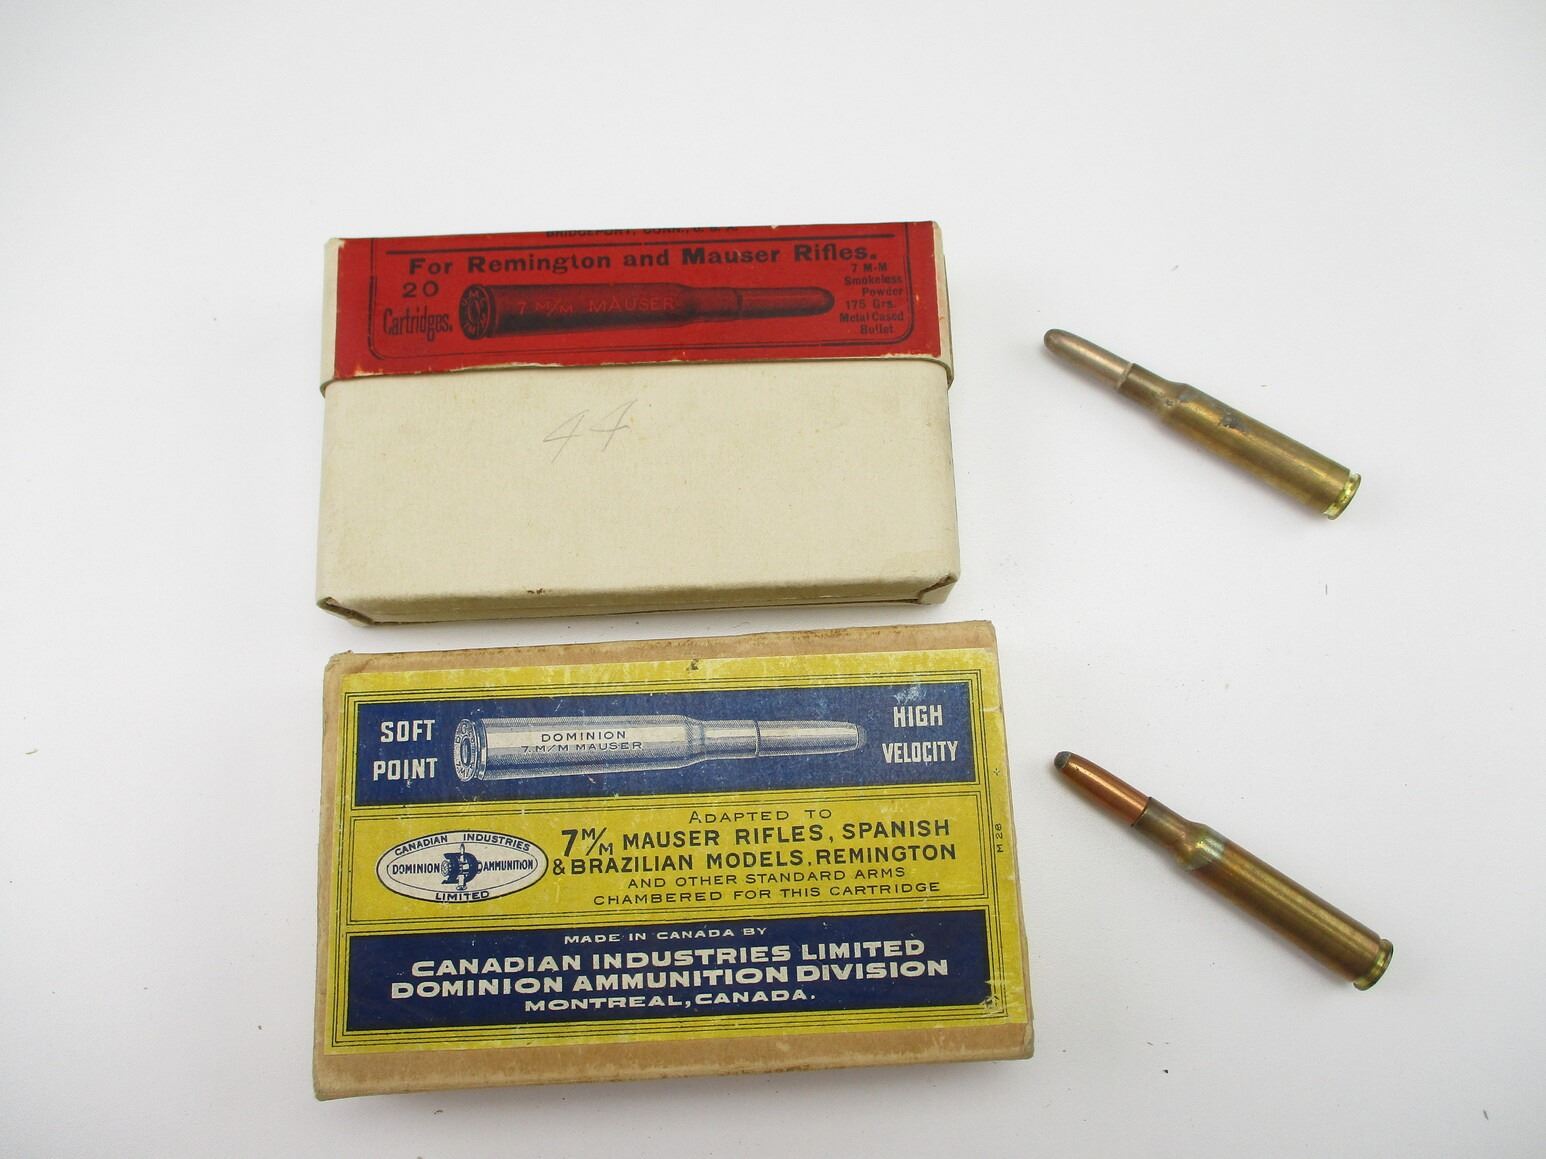 BRIDGEPORT, CONN., U. S. A.
For Remington and Mauser Rifles.
20
Cartridges.
7 M/M MAUSER
7 M-M
Smokeless
Powder
175 Grs.
Metal Cased
Bullet
44
SOFT
POINT
DOMINION
7. M/M MAUSER
HIGH
VELOCITY
CANADIAN INDUSTRIES
DOMINION D AMMUNITION
LIMITED
ADAPTED TO
7 M/M MAUSER RIFLES, SPANISH
& BRAZILIAN MODELS, REMINGTON
AND OTHER STANDARD ARMS
CHAMBERED FOR THIS CARTRIDGE
M 28
MADE IN CANADA BY
CANADIAN INDUSTRIES LIMITED
DOMINION AMMUNITION DIVISION
MONTREAL, CANADA.